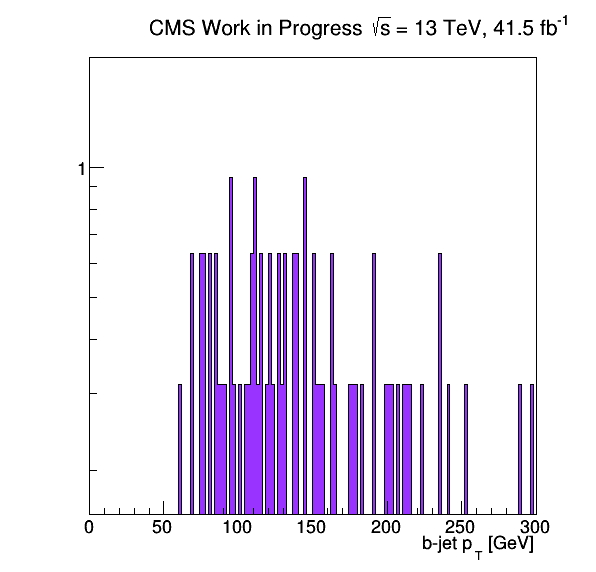 CMS Work in Progress √s = 13 TeV, 41.5 fb⁻¹
1
0 50 100 150 200 250 300
b-jet p_T [GeV]